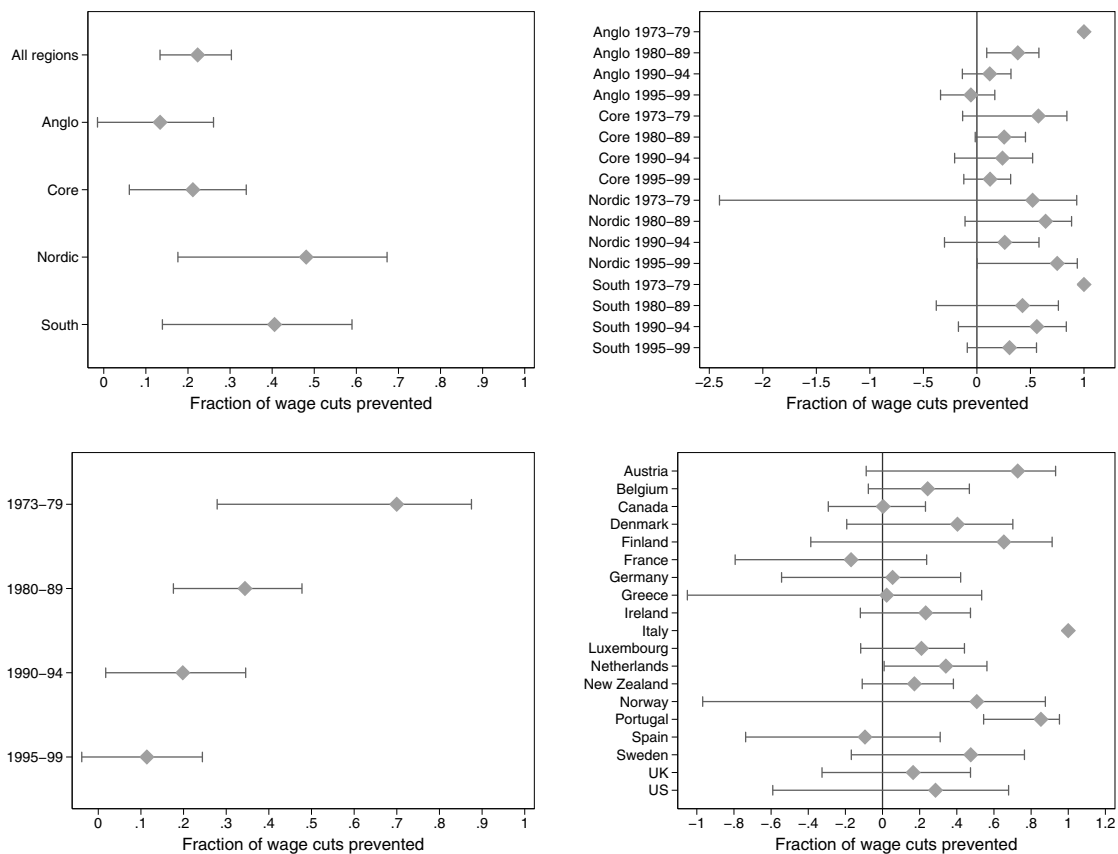 All regions
Anglo
Core
Nordic
South
0 .1 .2 .3 .4 .5 .6 .7 .8 .9 1
Fraction of wage cuts prevented
Anglo 1973–79
Anglo 1980–89
Anglo 1990–94
Anglo 1995–99
Core 1973–79
Core 1980–89
Core 1990–94
Core 1995–99
Nordic 1973–79
Nordic 1980–89
Nordic 1990–94
Nordic 1995–99
South 1973–79
South 1980–89
South 1990–94
South 1995–99
−2.5 −2 −1 −1 −.5 0 .5 1
Fraction of wage cuts prevented
1973–79
1980–89
1990–94
1995–99
0 .1 .2 .3 .4 .5 .6 .7 .8 .9 1
Fraction of wage cuts prevented
Austria
Belgium
Canada
Denmark
Finland
France
Germany
Greece
Ireland
Italy
Luxembourg
Netherlands
New Zealand
Norway
Portugal
Spain
Sweden
UK
US
−1 −.8 −.6 −.4 −.2 0 .2 .4 .6 .8 1 1.2
Fraction of wage cuts prevented